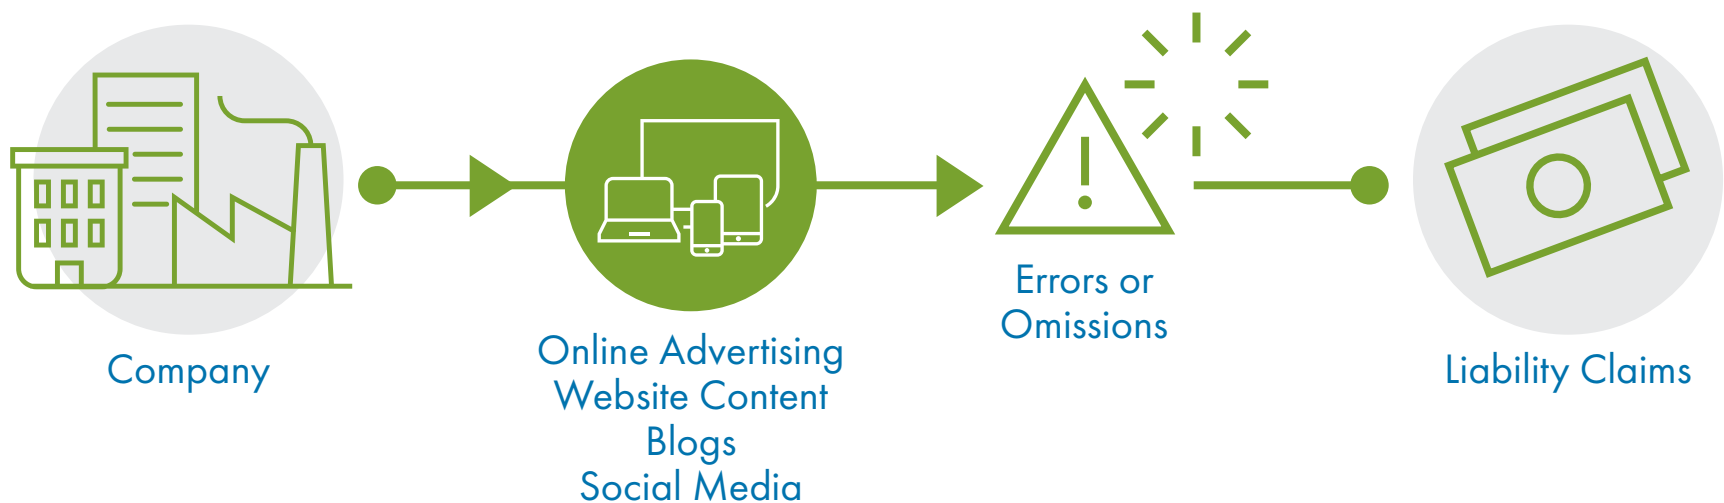 Company
Online Advertising
Website Content
Blogs
Social Media
Errors or
Omissions
Liability Claims